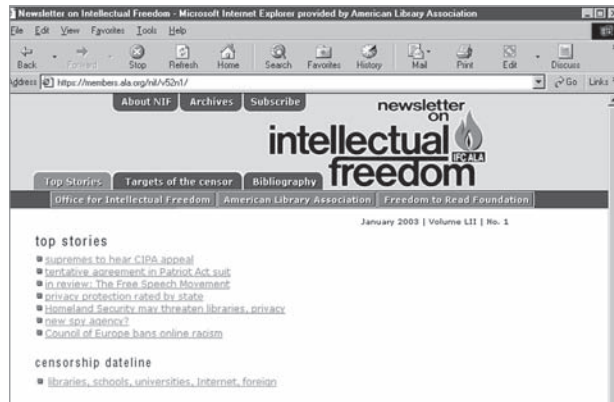 Newsletter on Intellectual Freedom - Microsoft Internet Explorer provided by American Library Association
File Edit View Favorites Tools Help
Back Forward Stop Refresh Home Search Favorites History Mail Print Edit Discuss
Address https://members.ala.org/nif/v52n1/ Go Links
About NIF Archives Subscribe
newsletter
on
intellectual
freedom
IFC ALA
Top Stories Targets of the censor Bibliography
Office for Intellectual Freedom American Library Association Freedom to Read Foundation
January 2003 | Volume LII | No. 1
top stories
supremes to hear CIPA appeal
tentative agreement in Patriot Act suit
in review: The Free Speech Movement
privacy protection rated by state
Homeland Security may threaten libraries, privacy
new spy agency?
Council of Europe bans online racism
censorship dateline
libraries, schools, universities, Internet, foreign